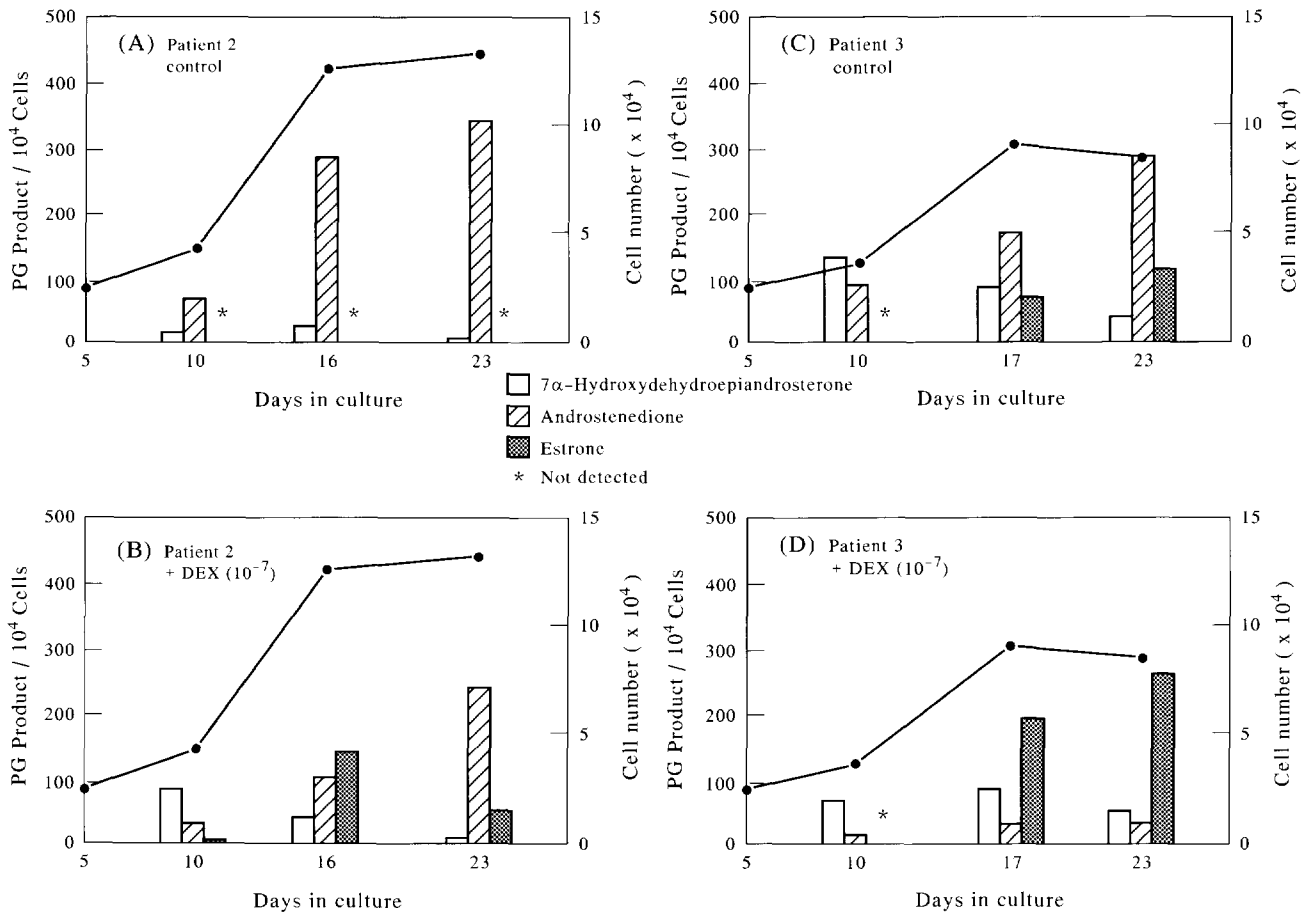 (A) Patient 2
control
500
400
300
200
100
0
PG Product / 10⁴ Cells
15
10
5
0
Cell number ( x 10⁴)
*
*
*
5 10 16 23
Days in culture
(C) Patient 3
control
500
400
300
200
100
0
PG Product / 10⁴ Cells
15
10
5
0
Cell number ( x 10⁴)
*
5 10 17 23
Days in culture
7α-Hydroxydehydroepiandrosterone
Androstenedione
Estrone
* Not detected
(B) Patient 2
+ DEX (10⁻⁷)
500
400
300
200
100
0
PG Product / 10⁴ Cells
15
10
5
0
Cell number ( x 10⁴)
5 10 16 23
Days in culture
(D) Patient 3
+ DEX (10⁻⁷)
500
400
300
200
100
0
PG Product / 10⁴ Cells
15
10
5
0
Cell number ( x 10⁴)
*
5 10 17 23
Days in culture